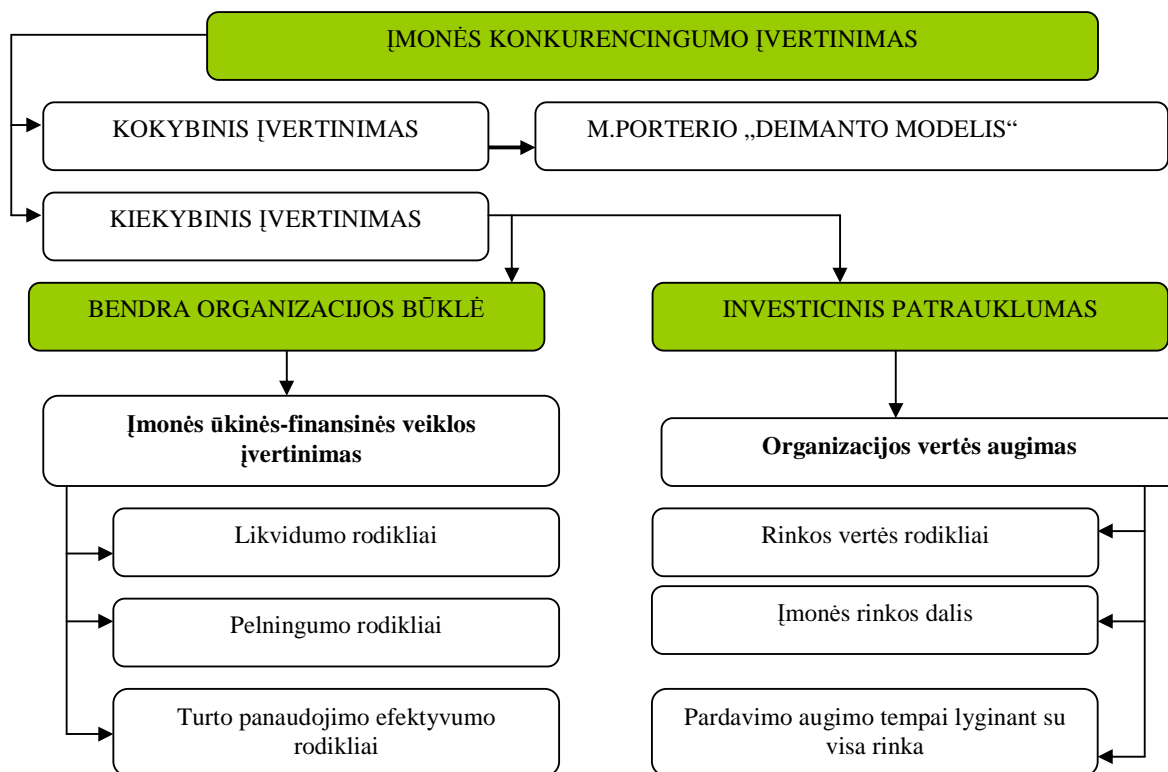 ĮMONĖS KONKURENCINGUMO ĮVERTINIMAS
KOKYBINIS ĮVERTINIMAS
M.PORTERIO „DEIMANTO MODELIS“
KIEKYBINIS ĮVERTINIMAS
BENDRA ORGANIZACIJOS BŪKLĖ
INVESTICINIS PATRAUKLUMAS
Įmonės ūkinės-finansinės veiklos
įvertinimas
Organizacijos vertės augimas
Likvidumo rodikliai
Rinkos vertės rodikliai
Pelningumo rodikliai
Įmonės rinkos dalis
Turto panaudojimo efektyvumo
rodikliai
Pardavimo augimo tempai lyginant su
visa rinka